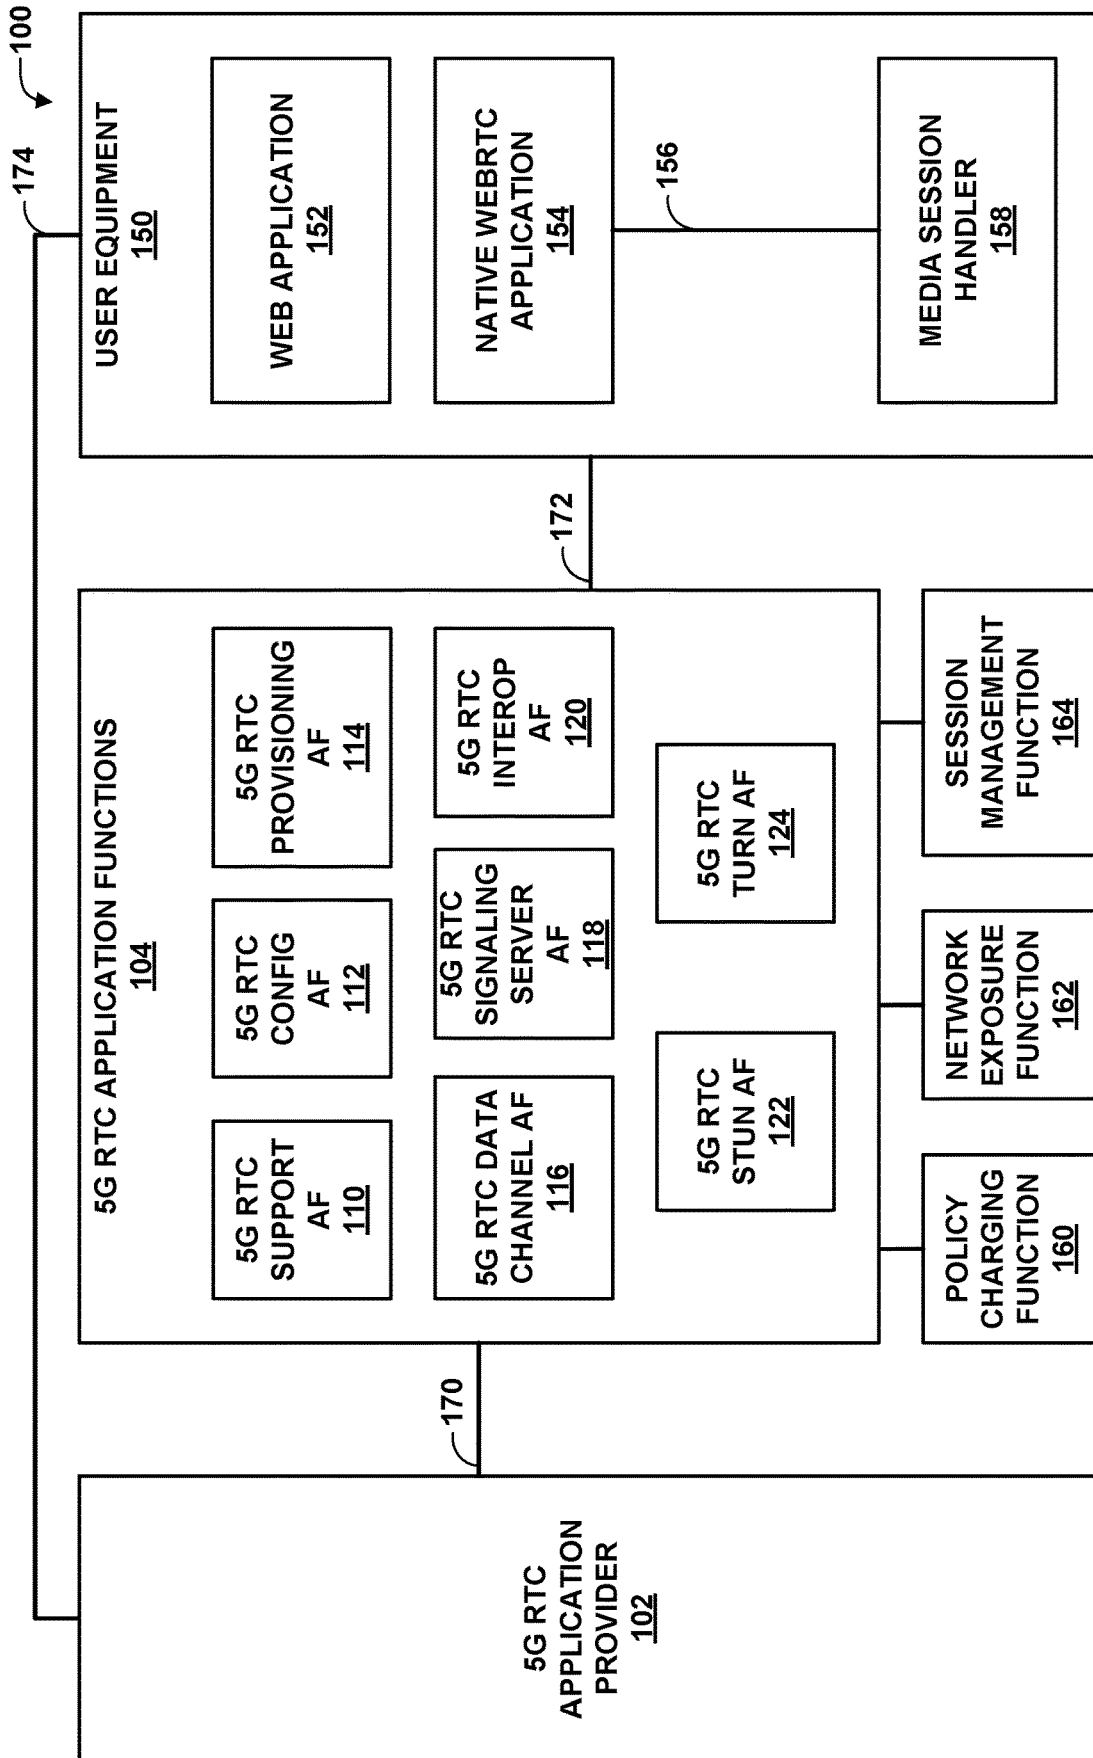 100
174
5G RTC
APPLICATION
PROVIDER
102
170
5G RTC APPLICATION FUNCTIONS
104
5G RTC
SUPPORT
AF
110
5G RTC
CONFIG
AF
112
5G RTC
PROVISIONING
AF
114
5G RTC DATA
CHANNEL AF
116
5G RTC
SIGNALING
SERVER
AF
118
5G RTC
INTEROP
AF
120
5G RTC
STUN AF
122
5G RTC
TURN AF
124
POLICY
CHARGING
FUNCTION
160
NETWORK
EXPOSURE
FUNCTION
162
SESSION
MANAGEMENT
FUNCTION
164
172
USER EQUIPMENT
150
WEB APPLICATION
152
NATIVE WEBRTC
APPLICATION
154
156
MEDIA SESSION
HANDLER
158